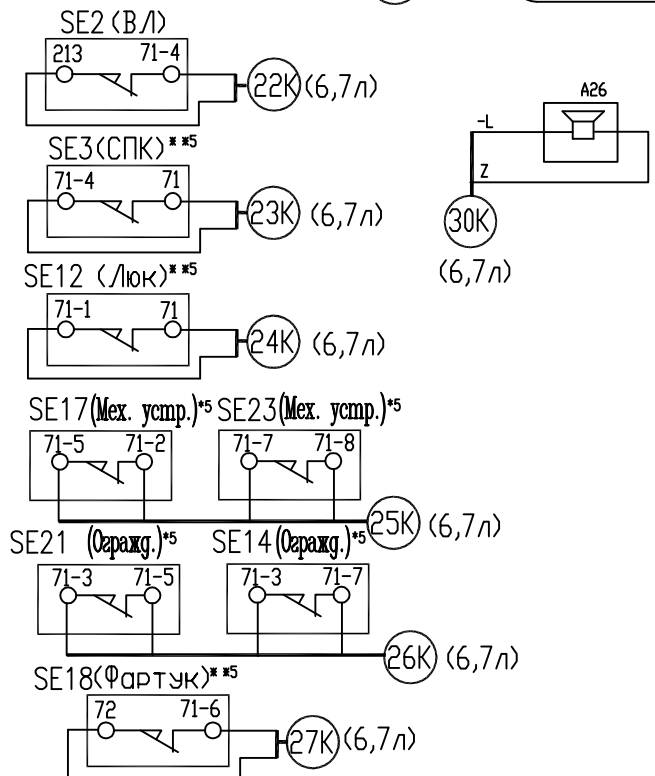 SE2 (ВЛ)
213 71-4
22К (6,7л)
A26
-L
Z
30К
(6,7л)
SE3(СПК)**5
71-4 71
23К (6,7л)
SE12 (Люк)**5
71-1 71
24К (6,7л)
SE17(Мех. устр.)*5 SE23(Мех. устр.)*5
71-5 71-2 71-7 71-8
25К (6,7л)
SE21 (Огражд.)*5 SE14(Огражд.)*5
71-3 71-5 71-3 71-7
26К (6,7л)
SE18(Фартук)**5
72 71-6
27К (6,7л)